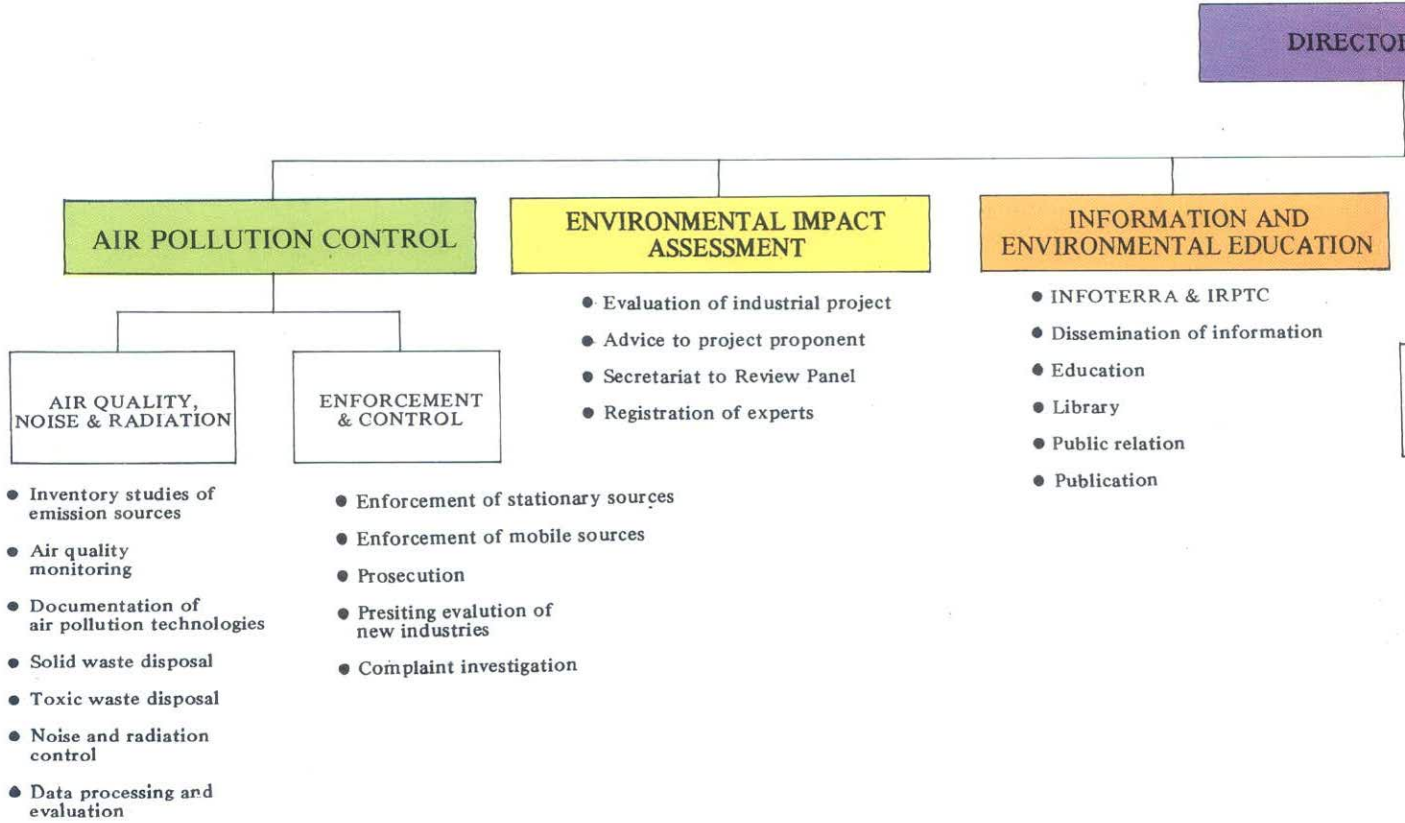 DIRECTOR
AIR POLLUTION CONTROL
ENVIRONMENTAL IMPACT
ASSESSMENT
INFORMATION AND
ENVIRONMENTAL EDUCATION
AIR QUALITY,
NOISE & RADIATION
● Inventory studies of
emission sources
● Air quality
monitoring
● Documentation of
air pollution technologies
● Solid waste disposal
● Toxic waste disposal
● Noise and radiation
control
● Data processing and
evaluation
ENFORCEMENT
& CONTROL
● Enforcement of stationary sources
● Enforcement of mobile sources
● Prosecution
● Presiting evalution of
new industries
● Complaint investigation
● Evaluation of industrial project
● Advice to project proponent
● Secretariat to Review Panel
● Registration of experts
● INFOTERRA & IRPTC
● Dissemination of information
● Education
● Library
● Public relation
● Publication